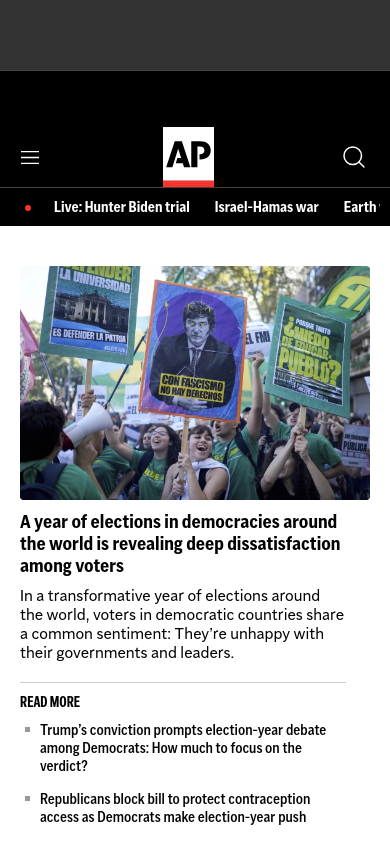 AP
Live: Hunter Biden trial Israel-Hamas war Earth
DEFENDER
LA UNIVERSIDAD
ES DEFENDER LA PATRIA
CON FASCISMO
NO HAY DERECHOS
EL FMI
PORQUE TANTO
¿MIEDO
DE EDUCAR
PUEBLO?
A year of elections in democracies around
the world is revealing deep dissatisfaction
among voters
In a transformative year of elections around
the world, voters in democratic countries share
a common sentiment: They’re unhappy with
their governments and leaders.
READ MORE
Trump’s conviction prompts election-year debate
among Democrats: How much to focus on the
verdict?
Republicans block bill to protect contraception
access as Democrats make election-year push